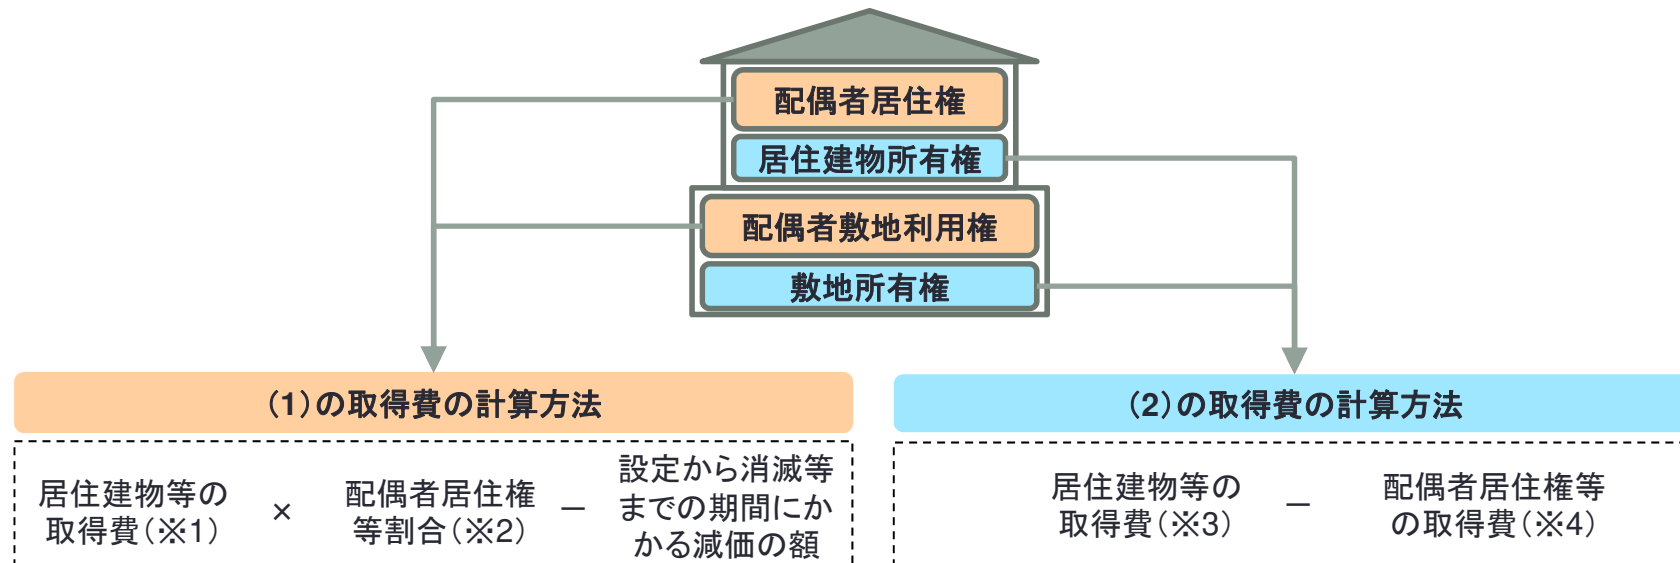 配偶者居住権
居住建物所有権
配偶者敷地利用権
敷地所有権
(1)の取得費の計算方法
居住建物等の
取得費(※1)
×
配偶者居住権
等割合(※2)
－
設定から消滅等
までの期間にか
かる減価の額
(2)の取得費の計算方法
居住建物等の
取得費(※3)
－
配偶者居住権等
の取得費(※4)